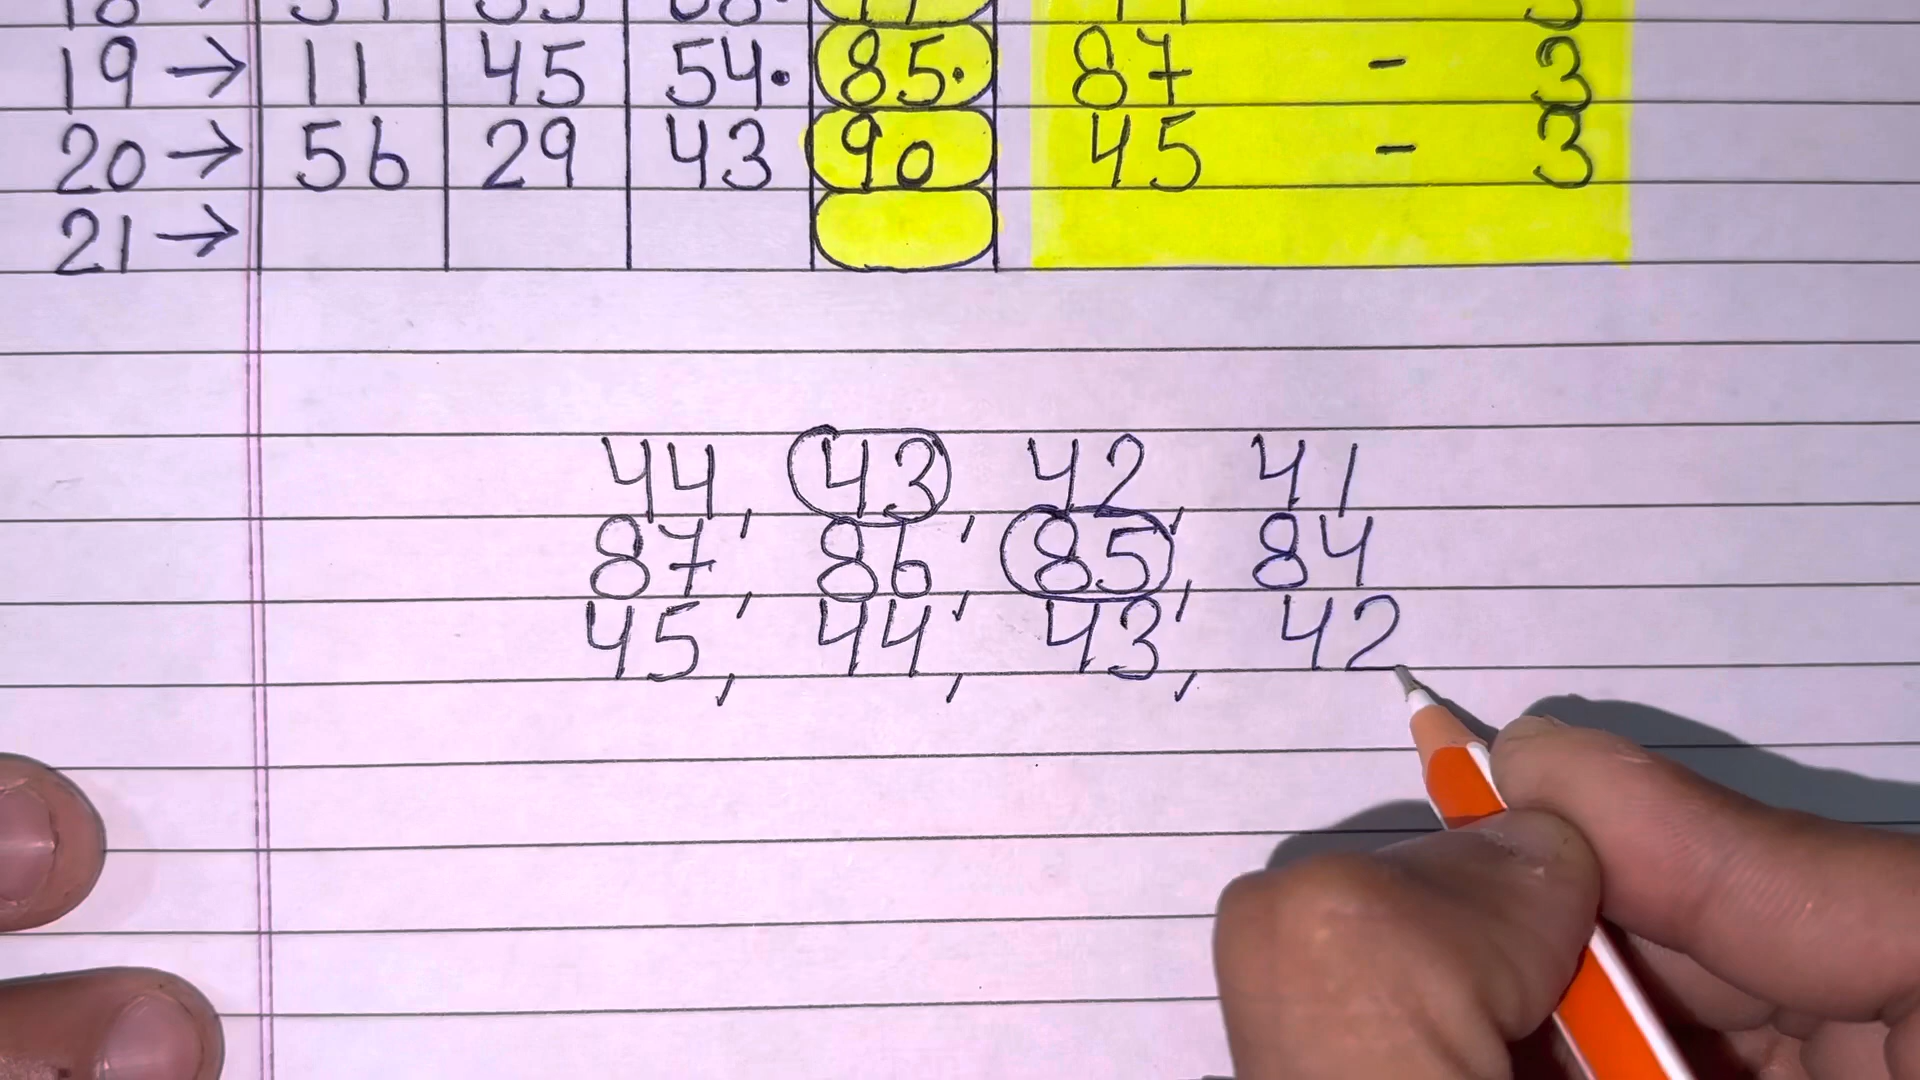 19 → 11 45 54. 85. 87 - 3
20 → 56 29 43 90 45 - 3
21 →
44, 43, 42, 41
87, 86, 85, 84
45, 44, 43, 42